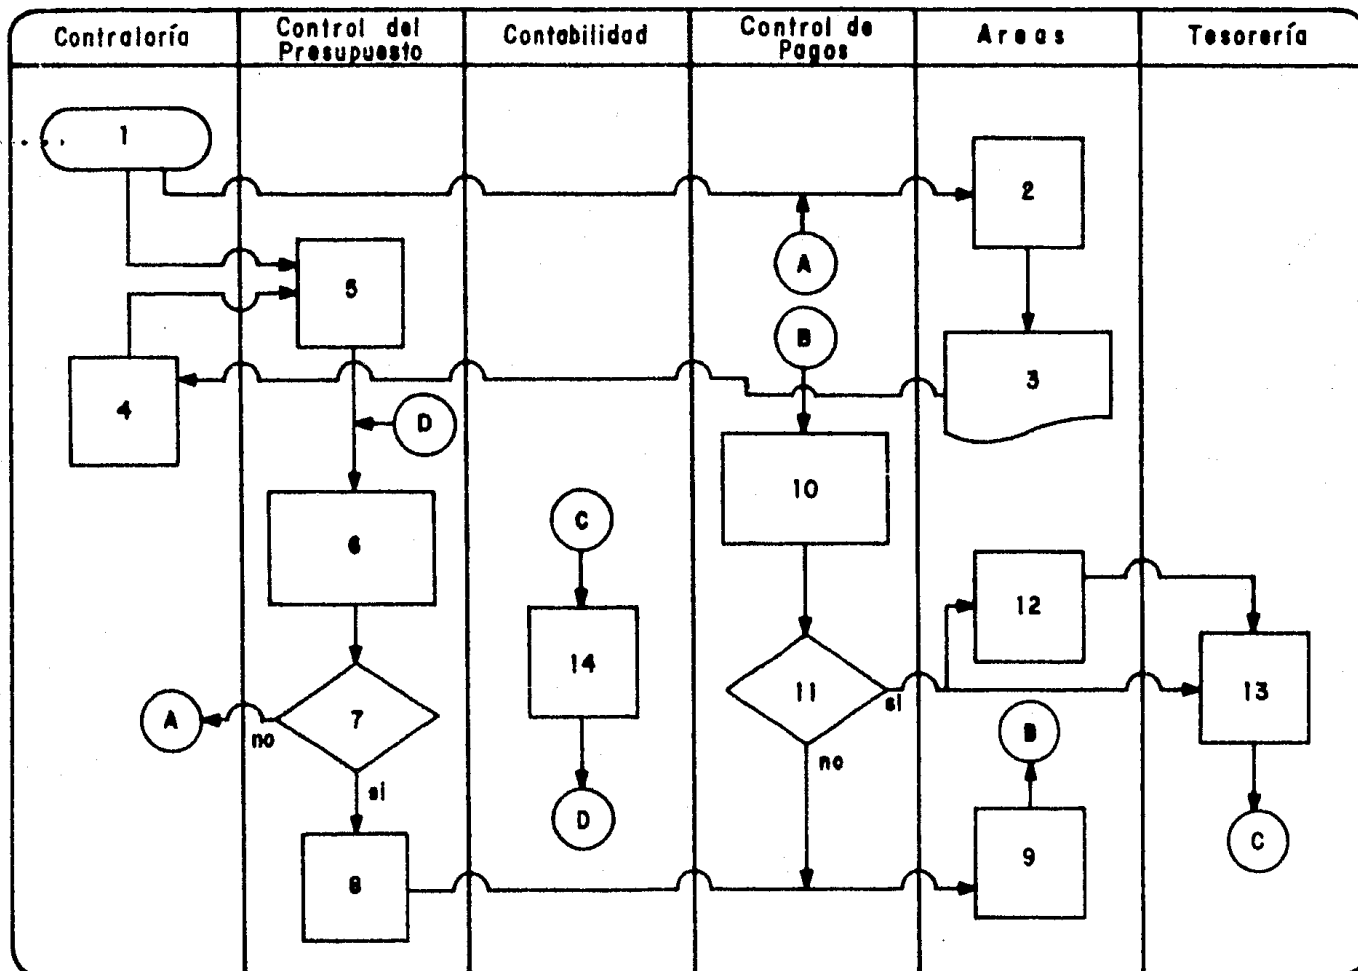 Contraloría
Control del
Presupuesto
Contabilidad
Control de
Pagos
Areas
Tesorería
1
2
A
5
B
3
4
D
10
C
6
12
14
11
si
13
A
no
7
B
no
si
D
C
9
8